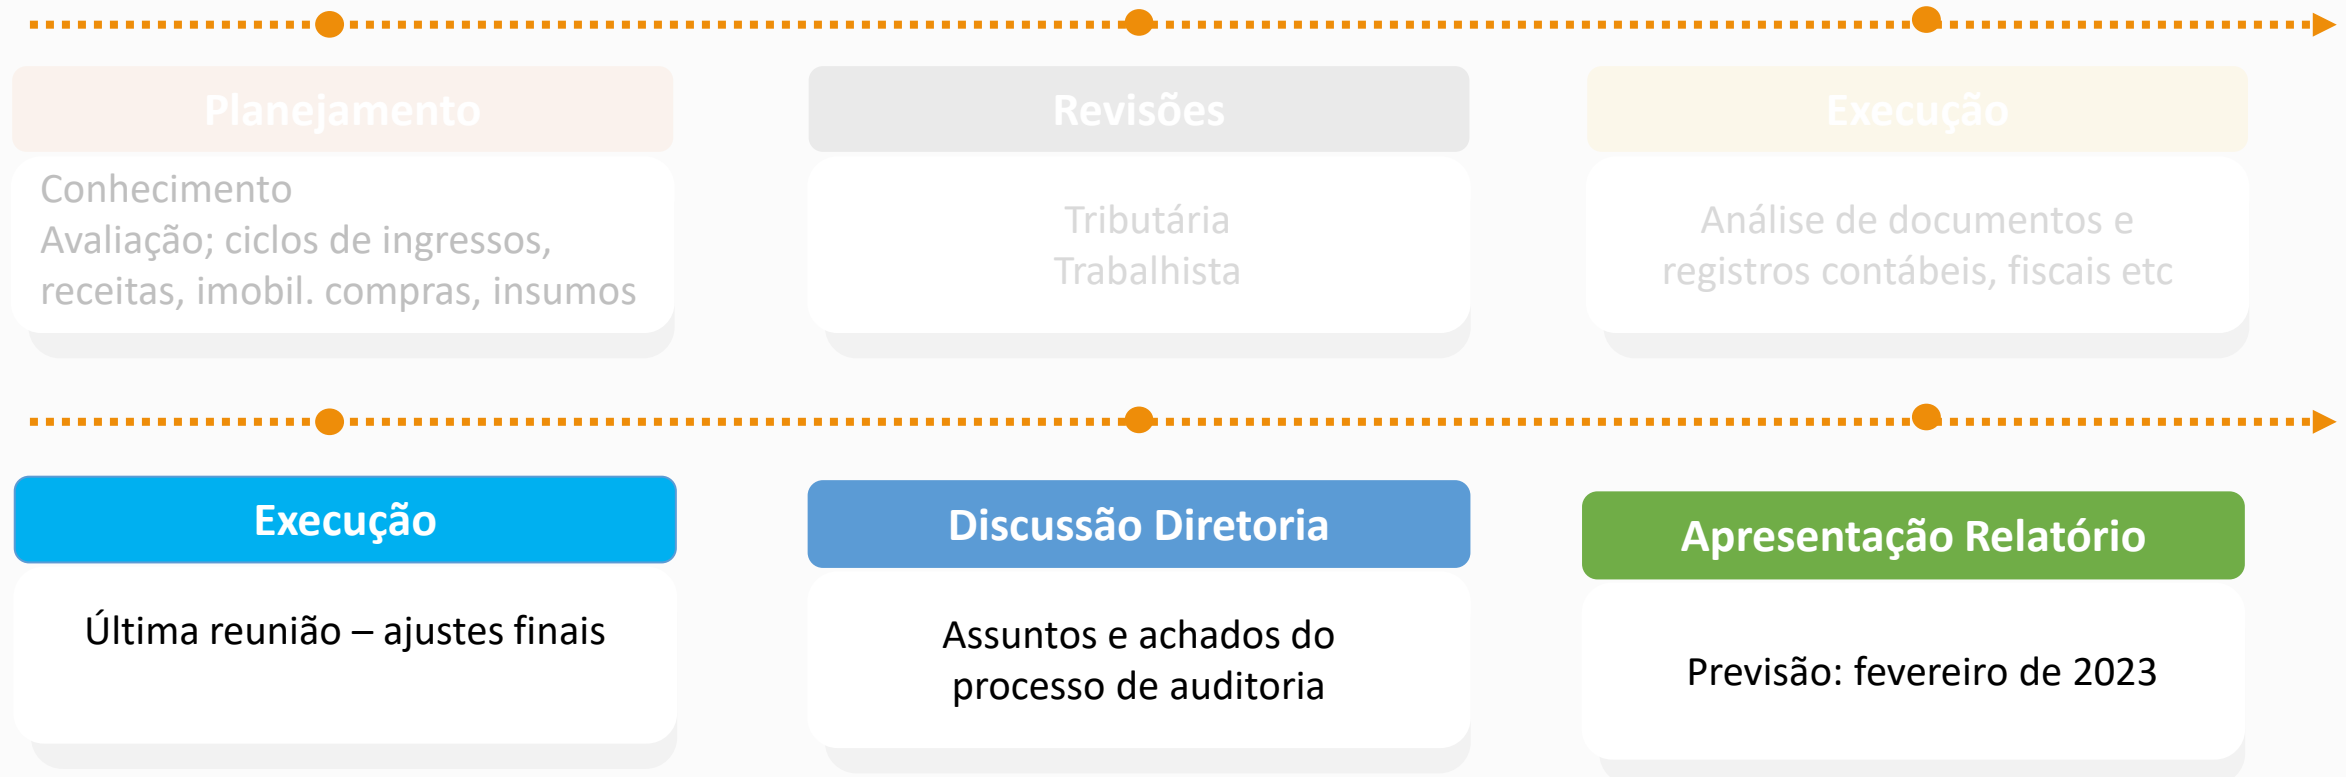 Planejamento
Conhecimento
Avaliação; ciclos de ingressos,
receitas, imobil. compras, insumos
Revisões
Tributária
Trabalhista
Execução
Análise de documentos e
registros contábeis, fiscais etc
Execução
Última reunião – ajustes finais
Discussão Diretoria
Assuntos e achados do
processo de auditoria
Apresentação Relatório
Previsão: fevereiro de 2023